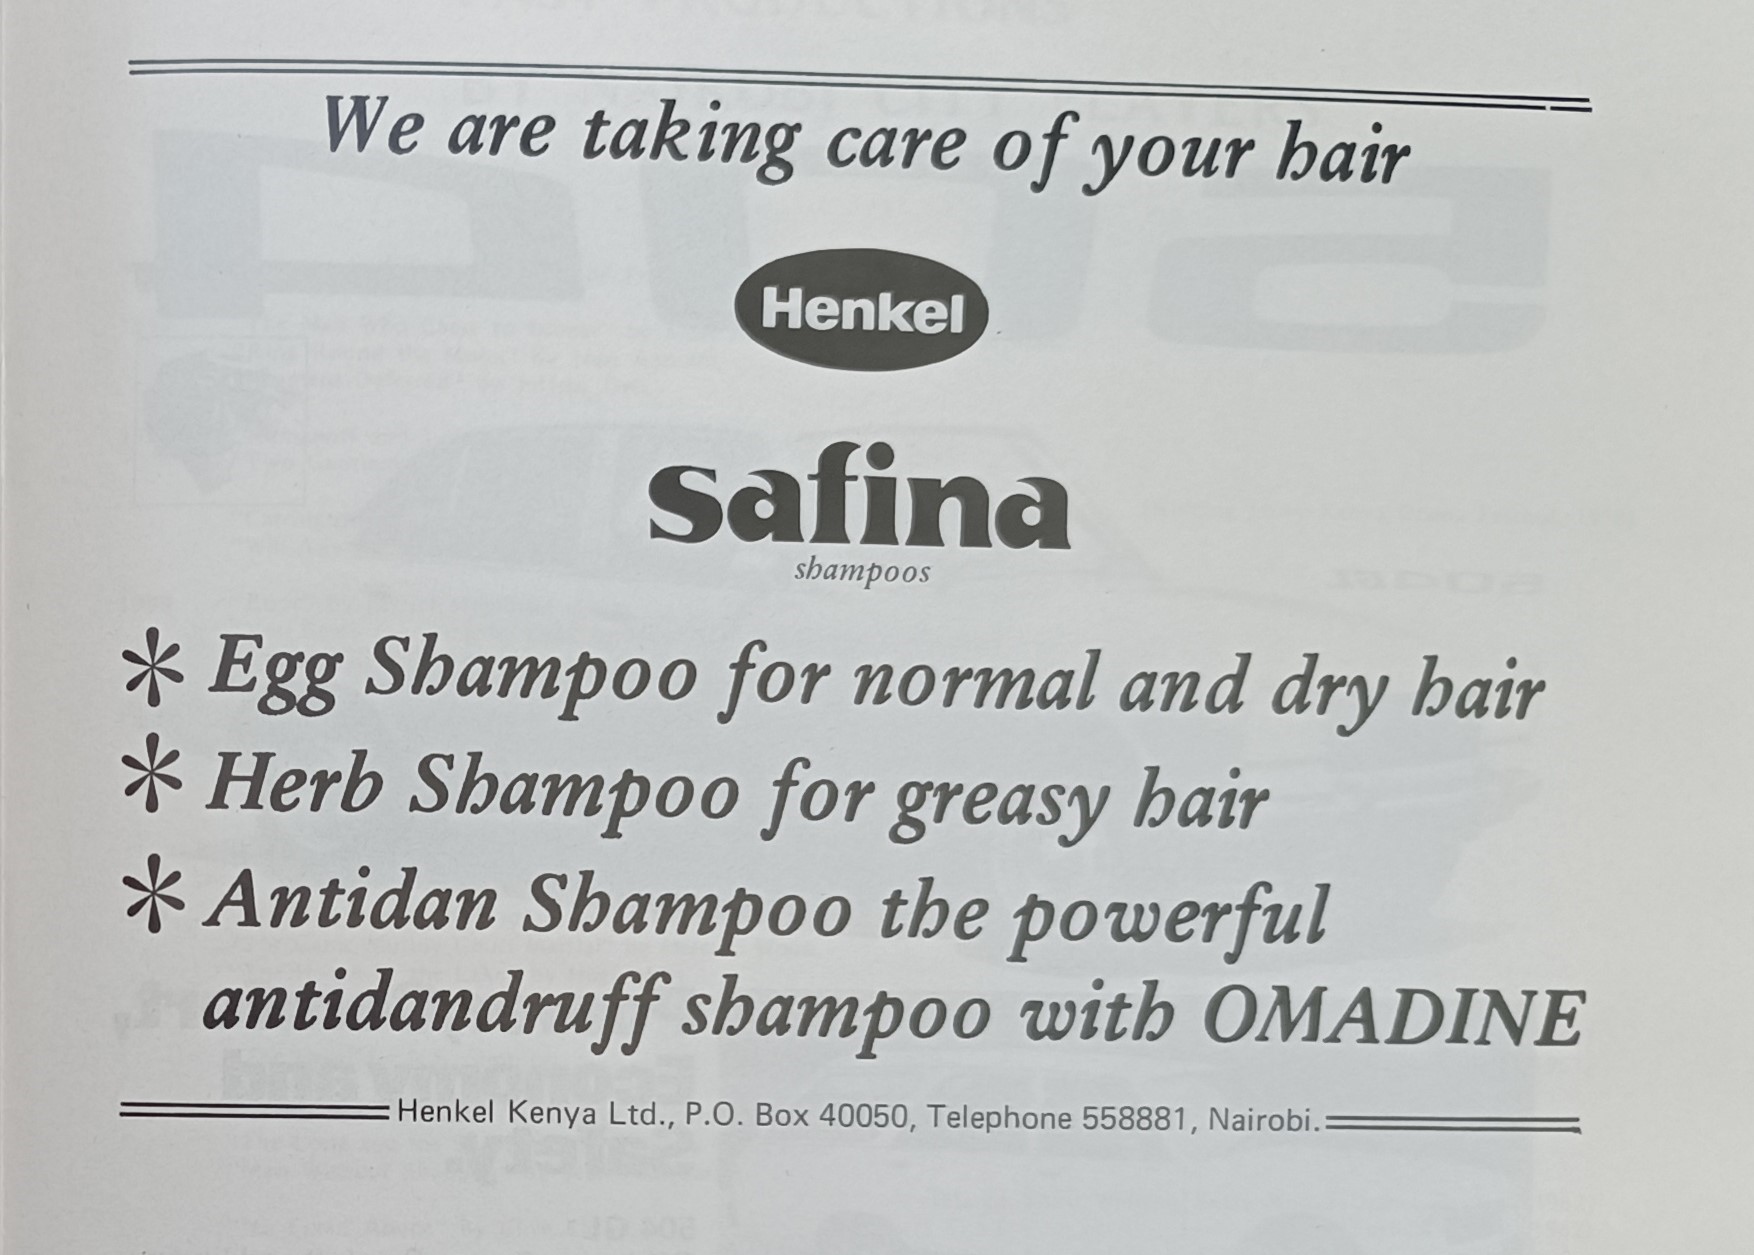 We are taking care of your hair
Henkel
safina
shampoos
* Egg Shampoo for normal and dry hair
* Herb Shampoo for greasy hair
* Antidan Shampoo the powerful
antidandruff shampoo with OMADINE
Henkel Kenya Ltd., P.O. Box 40050, Telephone 558881, Nairobi.